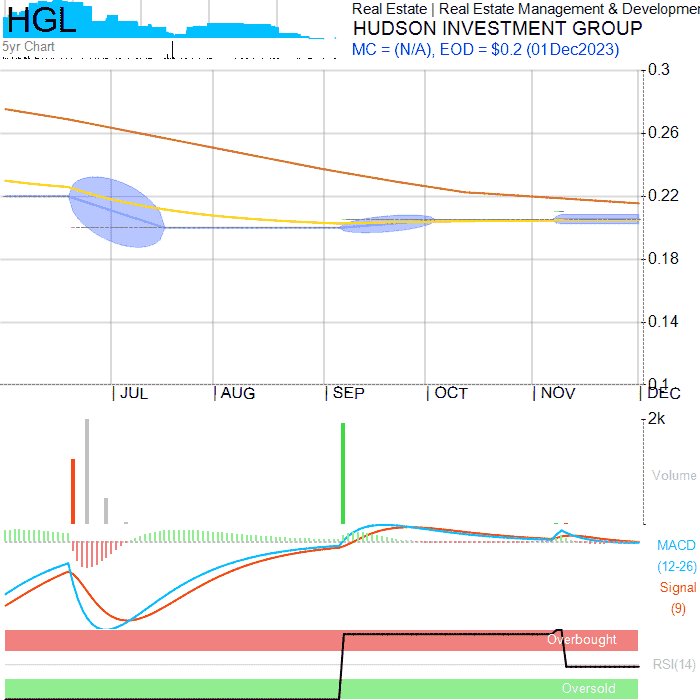 HGL
Real Estate | Real Estate Management & Developmen
HUDSON INVESTMENT GROUP
5yr Chart
MC = (N/A), EOD = $0.2 (01Dec2023)
0.3
0.26
0.22
0.18
0.14
0.1
JUL AUG SEP OCT NOV DEC
2k
Volume
MACD
(12-26)
Signal
(9)
Overbought
RSI(14)
Oversold